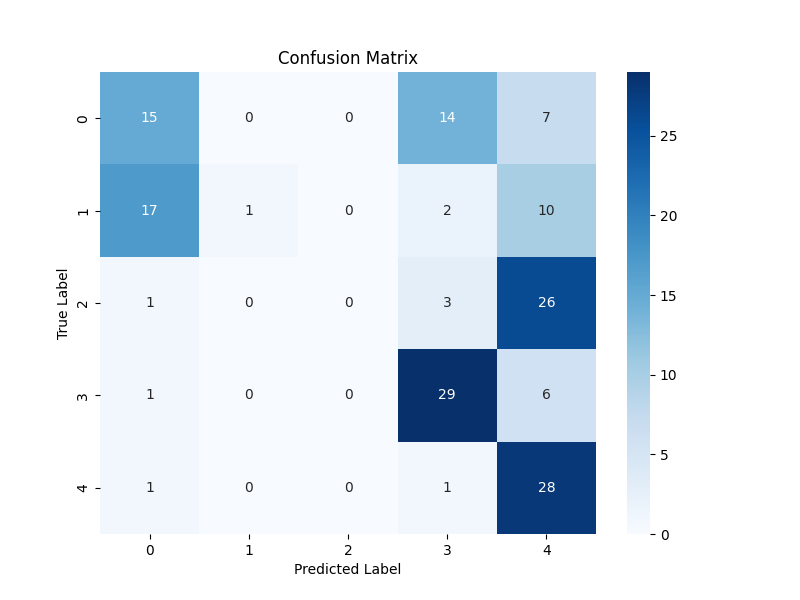 Confusion Matrix
0 15 0 0 14 7
1 17 1 0 2 10
2 1 0 0 3 26
3 1 0 0 29 6
4 1 0 0 1 28
0 1 2 3 4
Predicted Label
True Label
25
20
15
10
5
0